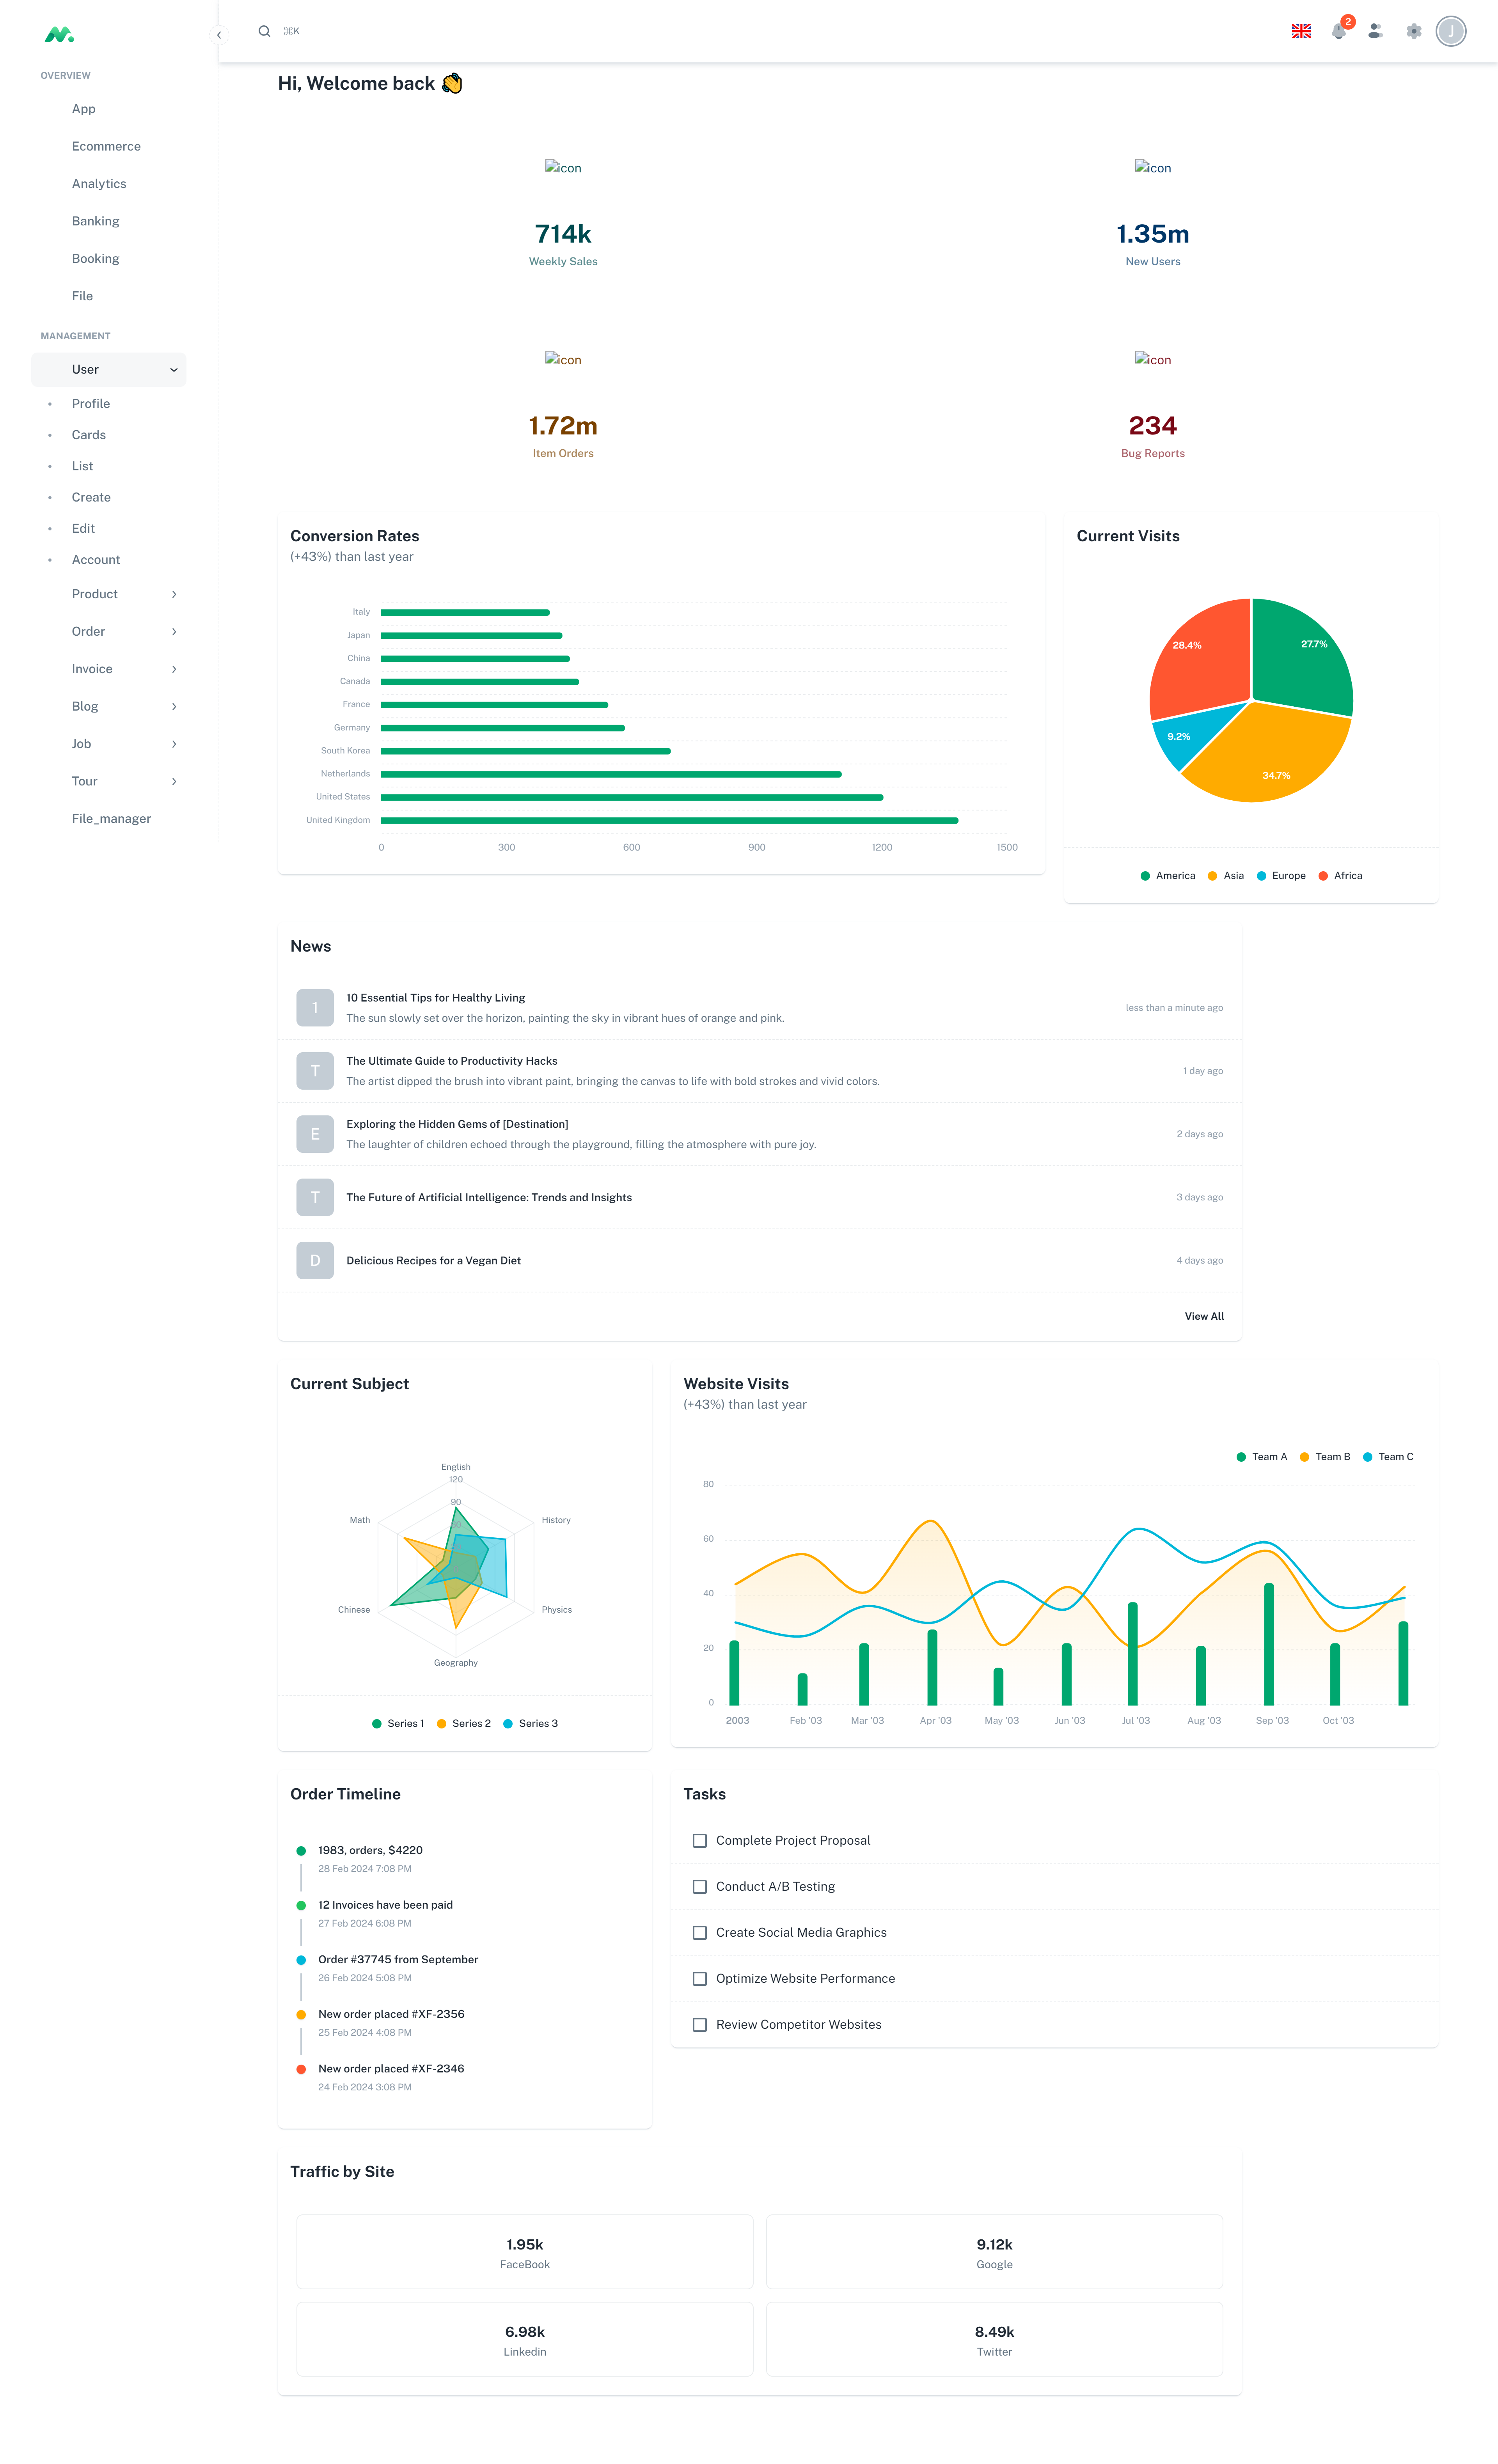 ⌘K
2
J
OVERVIEW
App
Ecommerce
Analytics
Banking
Booking
File
MANAGEMENT
User
Profile
Cards
List
Create
Edit
Account
Product
Order
Invoice
Blog
Job
Tour
File_manager
Hi, Welcome back 👋
icon
714k
Weekly Sales
icon
1.35m
New Users
icon
1.72m
Item Orders
icon
234
Bug Reports
Conversion Rates
(+43%) than last year
Italy
Japan
China
Canada
France
Germany
South Korea
Netherlands
United States
United Kingdom
0 300 600 900 1200 1500
Current Visits
28.4% 27.7%
9.2%
34.7%
America Asia Europe Africa
News
1
10 Essential Tips for Healthy Living
The sun slowly set over the horizon, painting the sky in vibrant hues of orange and pink.
less than a minute ago
T
The Ultimate Guide to Productivity Hacks
The artist dipped the brush into vibrant paint, bringing the canvas to life with bold strokes and vivid colors.
1 day ago
E
Exploring the Hidden Gems of [Destination]
The laughter of children echoed through the playground, filling the atmosphere with pure joy.
2 days ago
T
The Future of Artificial Intelligence: Trends and Insights
3 days ago
D
Delicious Recipes for a Vegan Diet
4 days ago
View All
Current Subject
English
120
90
Math
History
Chinese
Physics
Geography
Series 1 Series 2 Series 3
Website Visits
(+43%) than last year
Team A Team B Team C
80
60
40
20
0
2003 Feb '03 Mar '03 Apr '03 May '03 Jun '03 Jul '03 Aug '03 Sep '03 Oct '03
Order Timeline
1983, orders, $4220
28 Feb 2024 7:08 PM
12 Invoices have been paid
27 Feb 2024 6:08 PM
Order #37745 from September
26 Feb 2024 5:08 PM
New order placed #XF-2356
25 Feb 2024 4:08 PM
New order placed #XF-2346
24 Feb 2024 3:08 PM
Tasks
Complete Project Proposal
Conduct A/B Testing
Create Social Media Graphics
Optimize Website Performance
Review Competitor Websites
Traffic by Site
1.95k
FaceBook
9.12k
Google
6.98k
Linkedin
8.49k
Twitter